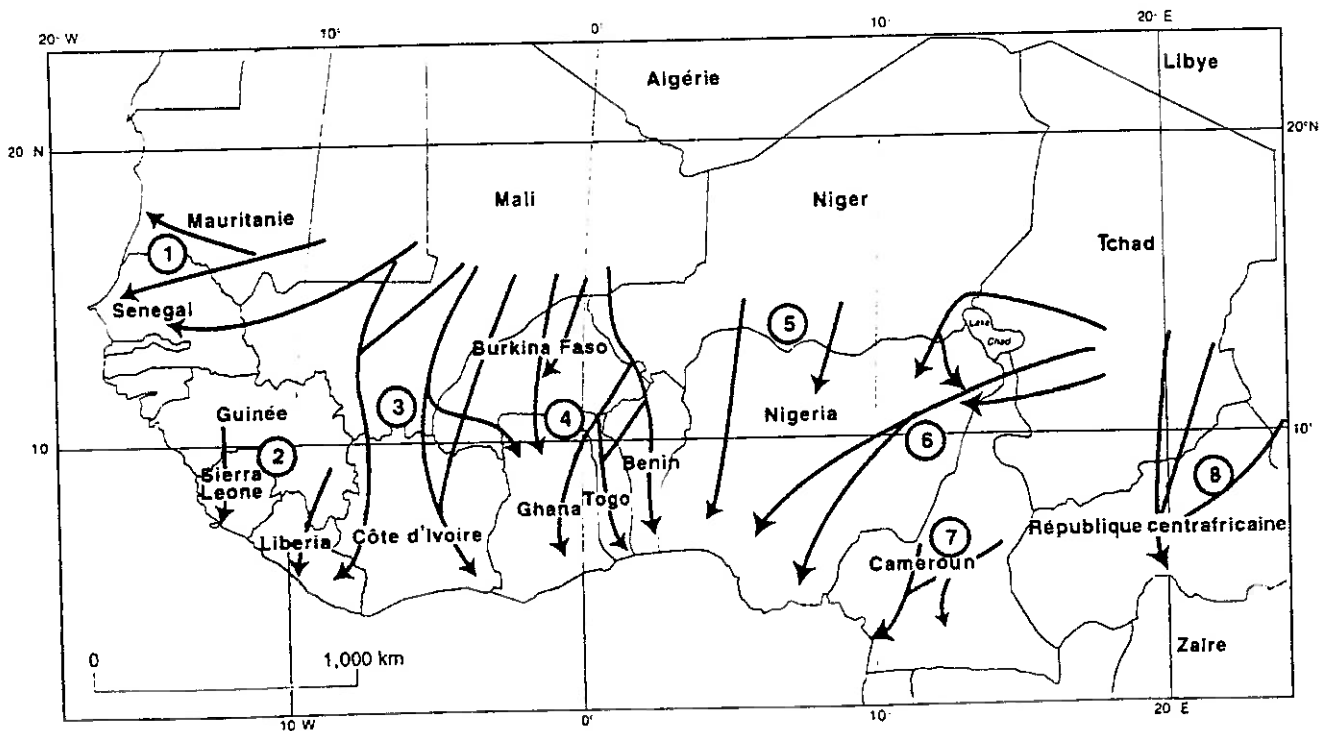 20· W
10·
0·
10·
20· E
Libye
Algérie
20 N
20°N
Mali
Niger
Mauritanie
Tchad
1
Senegal
5
Lake
Chad
Burkina Faso
3
4
Guinée
Nigeria
6
10
10·
2
Sierra
Leone
Benin
8
Ghana
Togo
Liberia
Côte d'Ivoire
République centrafricaine
7
Cameroun
Zaire
0
1,000 km
10 W
0·
10·
20 E